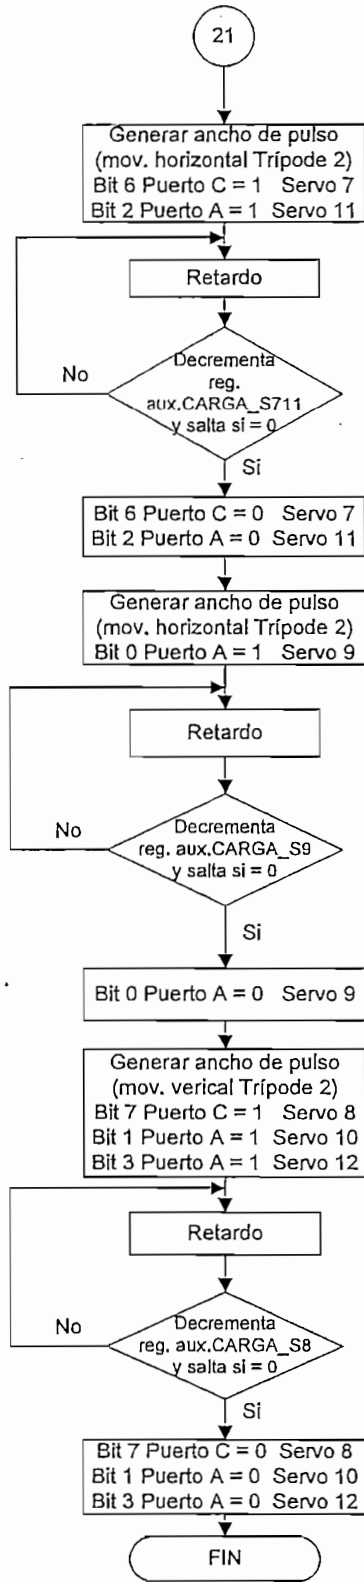 21
Generar ancho de pulso
(mov. horizontal Trípode 2)
Bit 6 Puerto C = 1 Servo 7
Bit 2 Puerto A = 1 Servo 11
Retardo
Decrementa
reg.
aux.CARGA_S711
y salta si = 0
No
Si
Bit 6 Puerto C = 0 Servo 7
Bit 2 Puerto A = 0 Servo 11
Generar ancho de pulso
(mov. horizontal Trípode 2)
Bit 0 Puerto A = 1 Servo 9
Retardo
Decrementa
reg. aux.CARGA_S9
y salta si = 0
No
Si
Bit 0 Puerto A = 0 Servo 9
Generar ancho de pulso
(mov. verical Trípode 2)
Bit 7 Puerto C = 1 Servo 8
Bit 1 Puerto A = 1 Servo 10
Bit 3 Puerto A = 1 Servo 12
Retardo
Decrementa
reg. aux.CARGA_S8
y salta si = 0
No
Si
Bit 7 Puerto C = 0 Servo 8
Bit 1 Puerto A = 0 Servo 10
Bit 3 Puerto A = 0 Servo 12
FIN